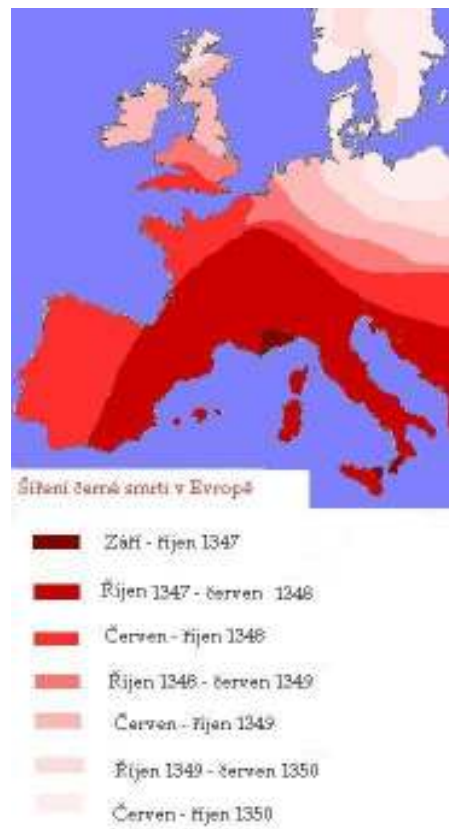 Šíření černé smrti v Evropě
Září - říjen 1347
Říjen 1347 - červen 1348
Červen - říjen 1348
Říjen 1348 - červen 1349
Červen - říjen 1349
Říjen 1349 - červen 1350
Červen - říjen 1350